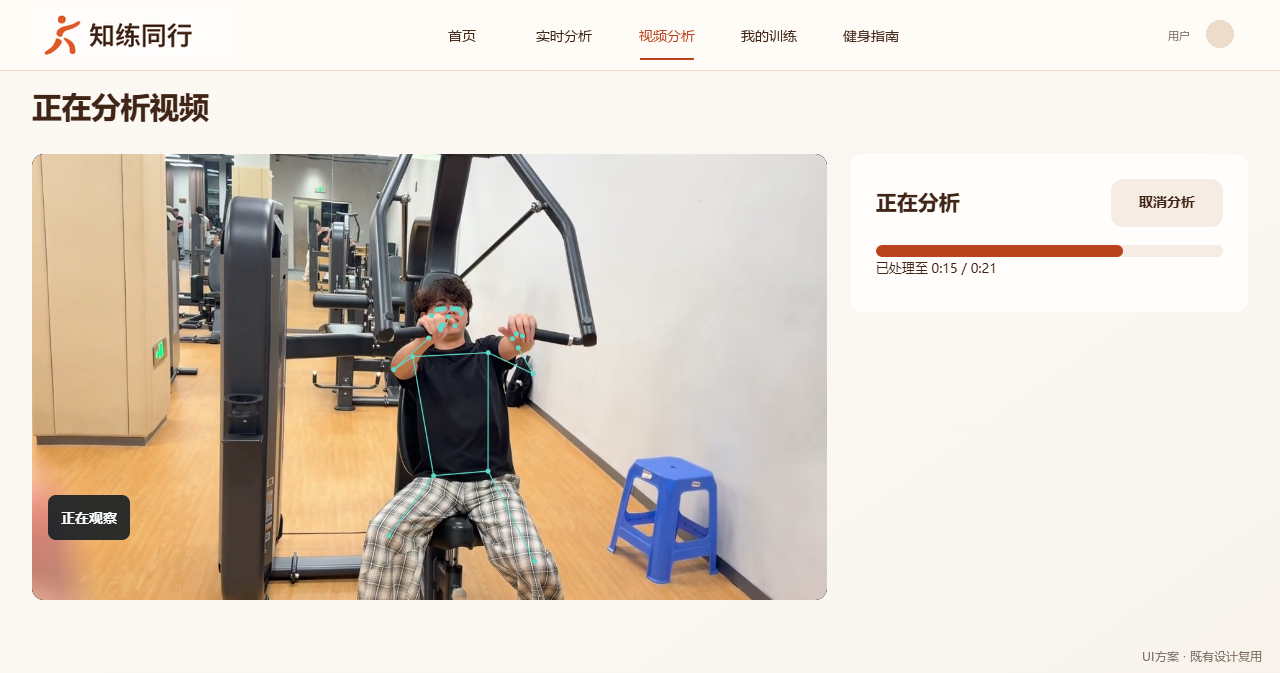 知练同行
首页
实时分析
视频分析
我的训练
健身指南
用户
正在分析视频
正在分析
取消分析
已处理至 0:15 / 0:21
正在观察
UI方案 · 既有设计复用